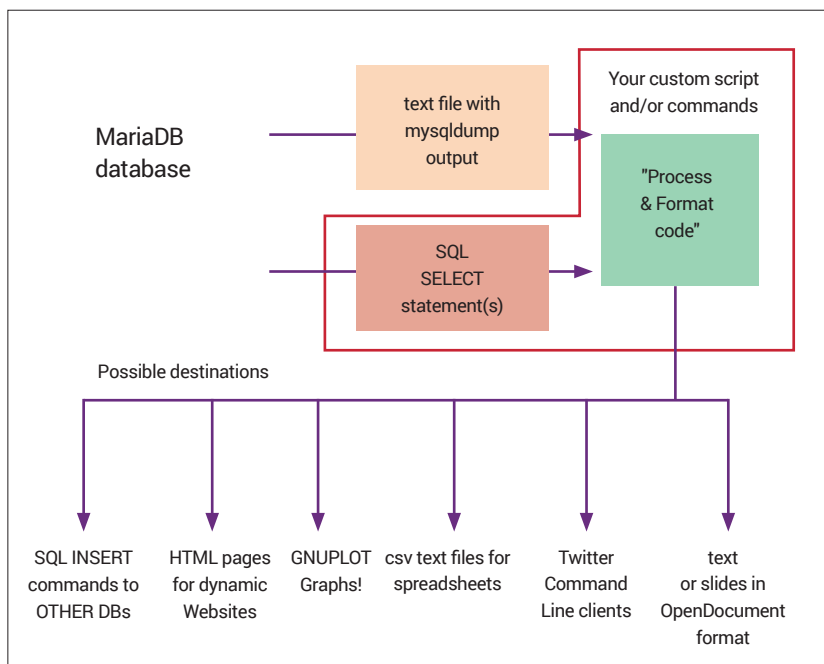 MariaDB
database
text file with
mysqldump
output
Your custom script
and/or commands
"Process
& Format
code"
SQL
SELECT
statement(s)
Possible destinations
SQL INSERT
commands to
OTHER DBs
HTML pages
for dynamic
Websites
GNUPLOT
Graphs!
csv text files for
spreadsheets
Twitter
Command
Line clients
text
or slides in
OpenDocument
format